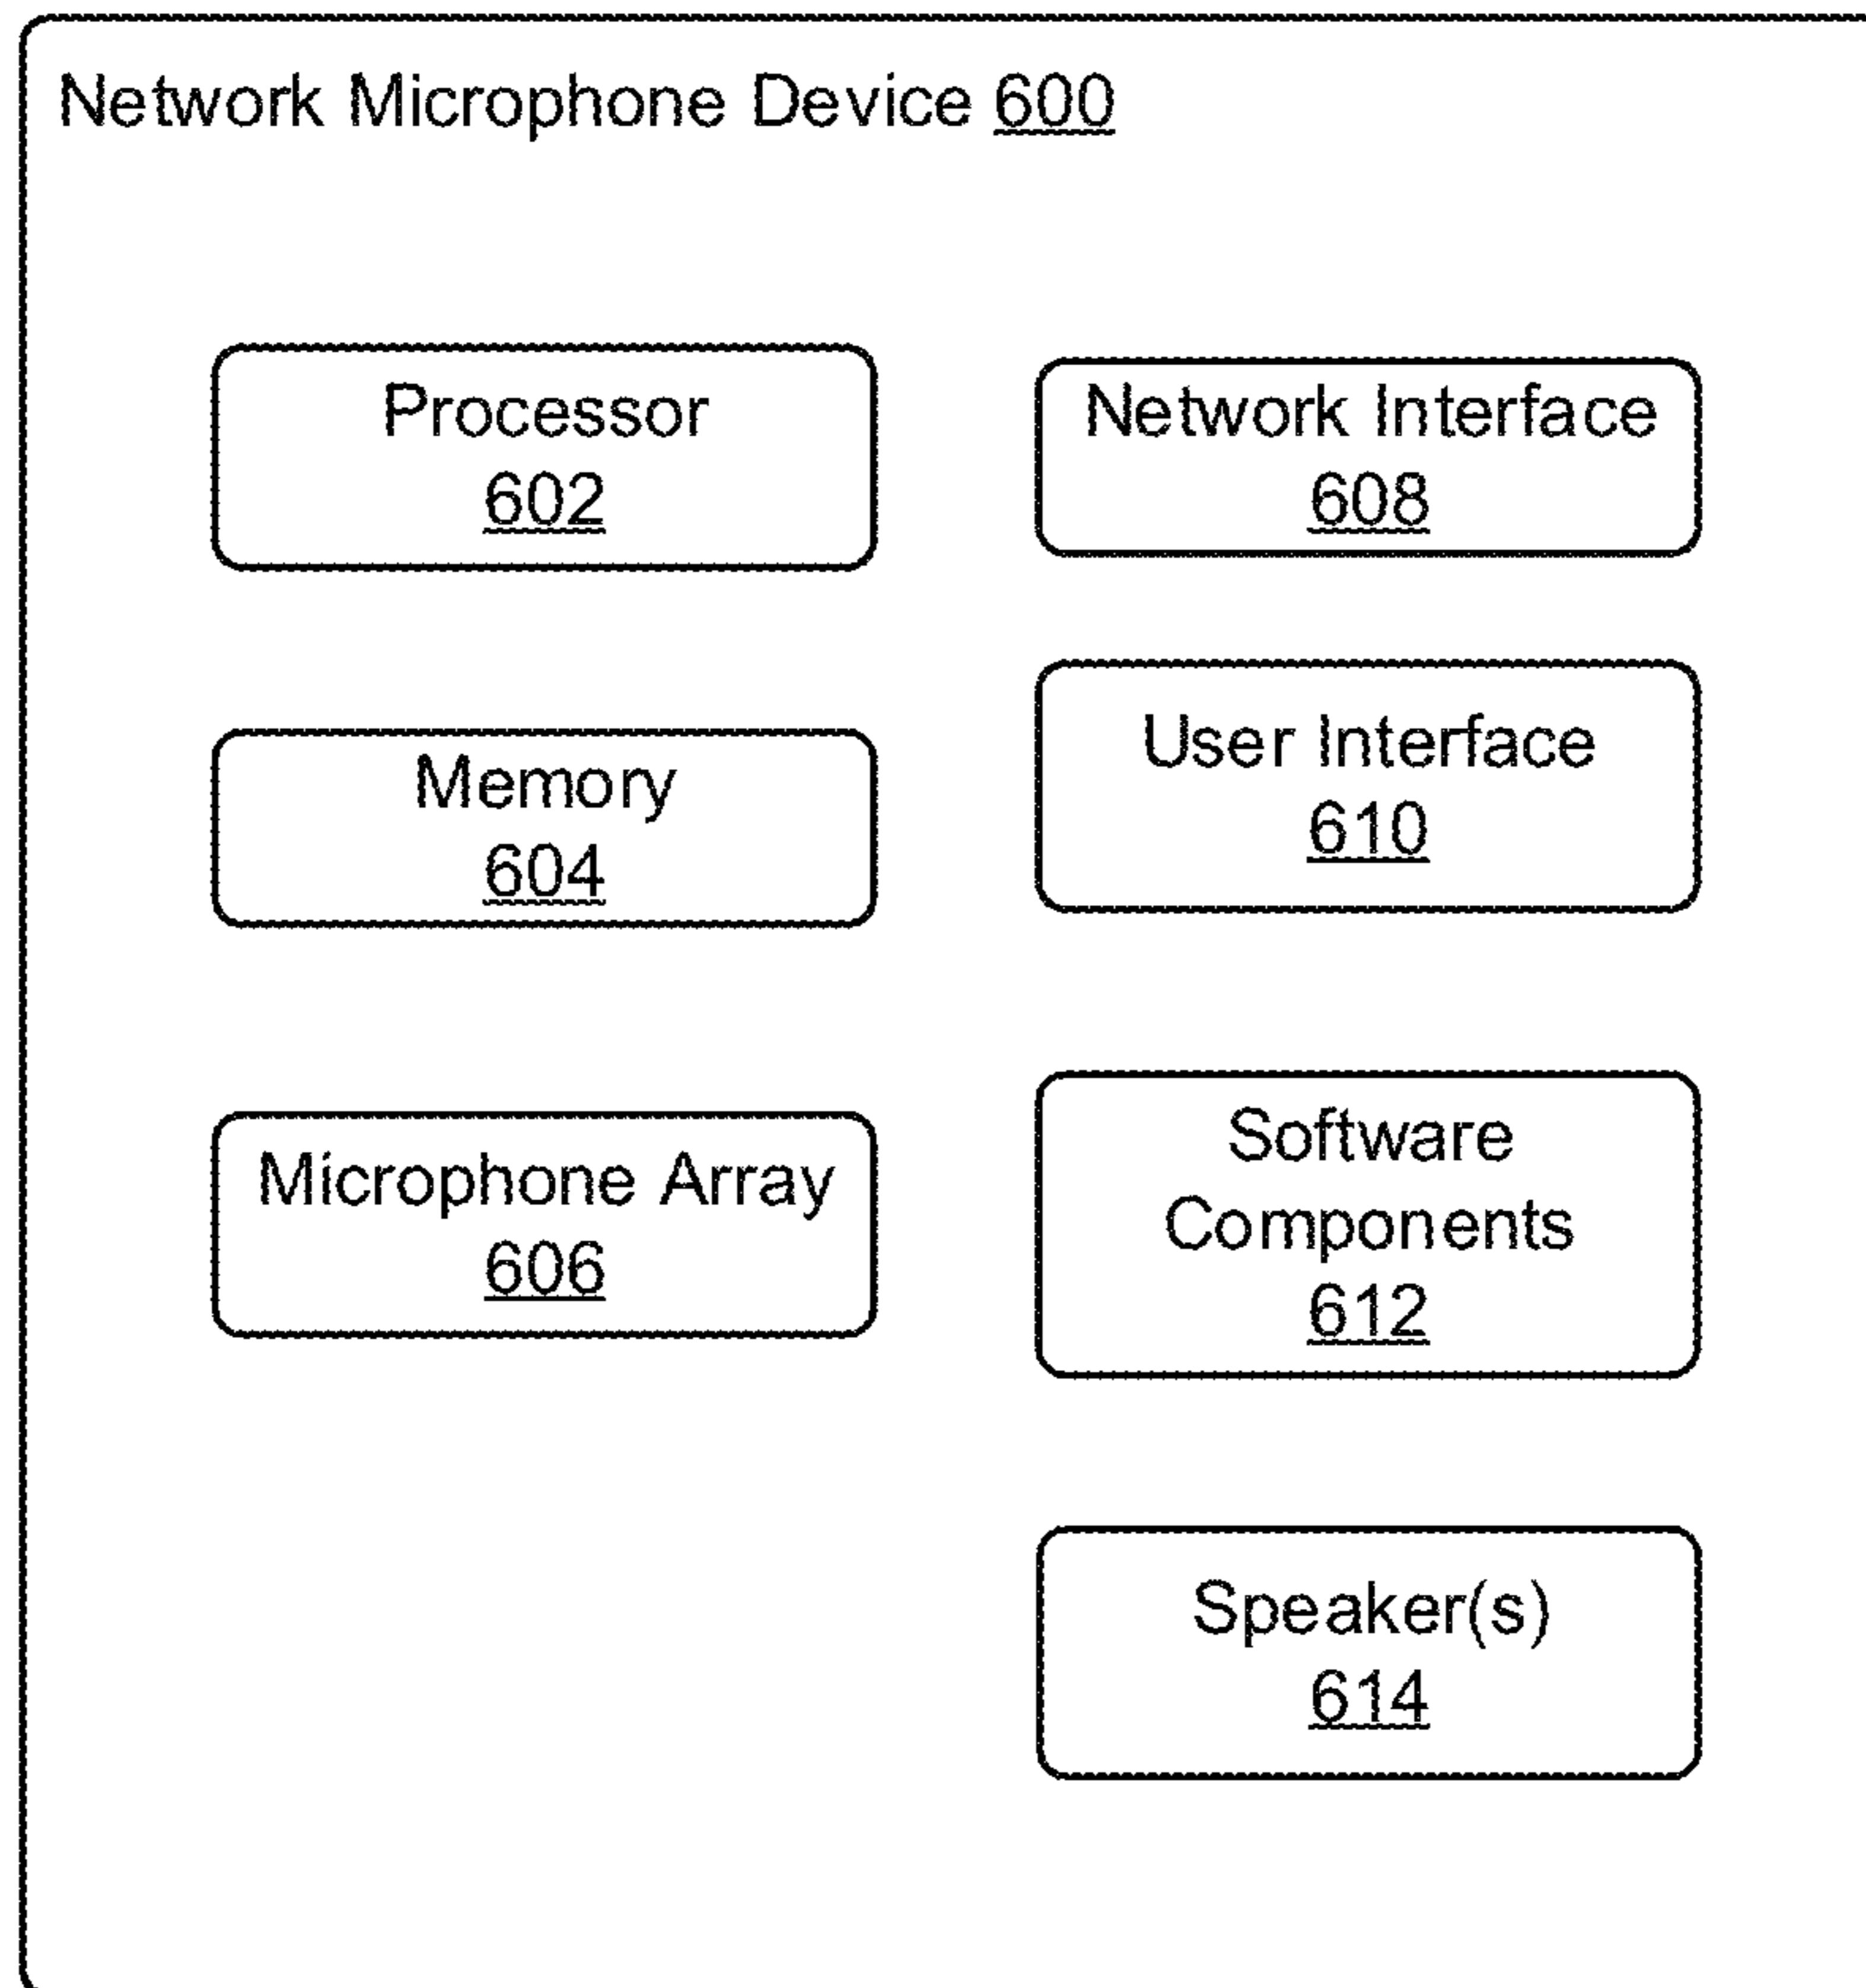 Network Microphone Device 600
Processor
602
Memory
604
Microphone Array
606
Network Interface
608
User Interface
610
Software
Components
612
Speaker(s)
614